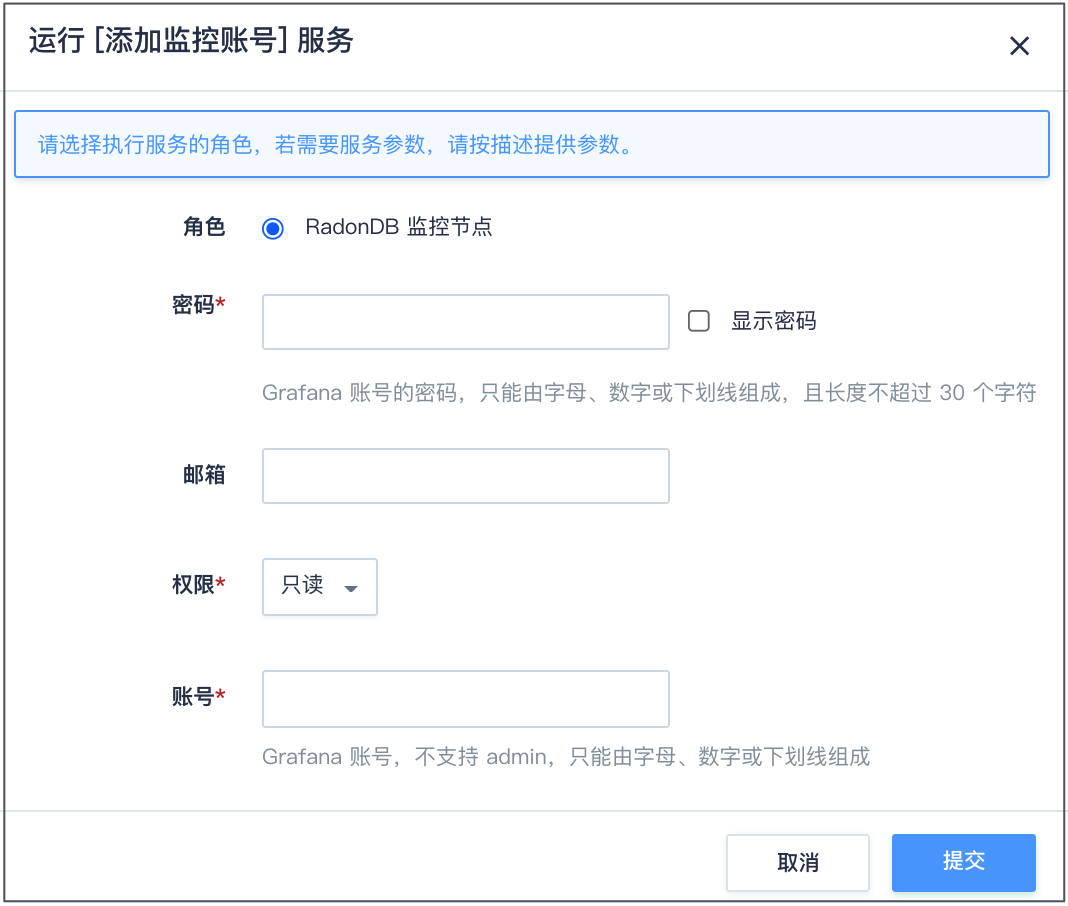 运行 [添加监控账号] 服务
请选择执行服务的角色，若需要服务参数，请按描述提供参数。
角色 RadonDB 监控节点
密码* 显示密码
Grafana 账号的密码，只能由字母、数字或下划线组成，且长度不超过 30 个字符
邮箱
权限* 只读
账号*
Grafana 账号，不支持 admin，只能由字母、数字或下划线组成
取消 提交